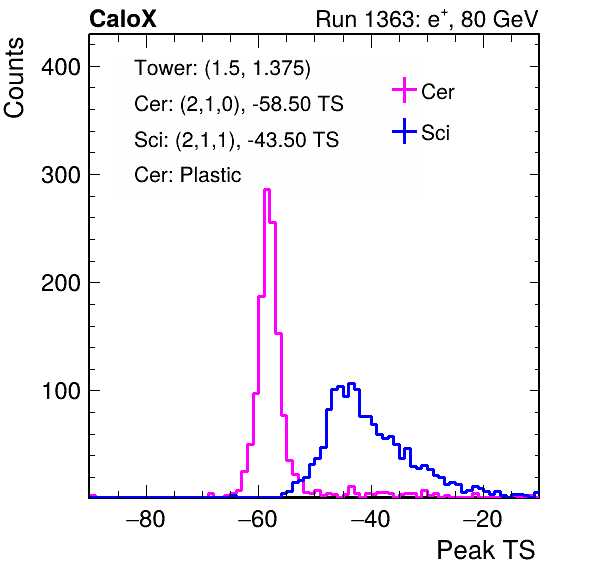 CaloX Run 1363: e⁺, 80 GeV
Counts
400
300
200
100
Tower: (1.5, 1.375)
Cer: (2,1,0), -58.50 TS
Sci: (2,1,1), -43.50 TS
Cer: Plastic
Cer
Sci
−80 −60 −40 −20
Peak TS